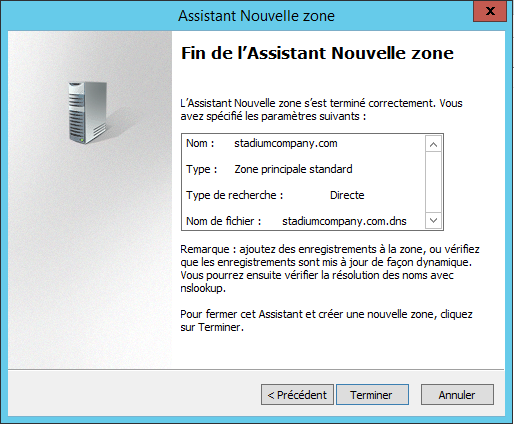 Assistant Nouvelle zone
x
Fin de l'Assistant Nouvelle zone
L'Assistant Nouvelle zone s'est terminé correctement. Vous
avez spécifié les paramètres suivants :
Nom : stadiumcompany.com
Type : Zone principale standard
Type de recherche : Directe
Nom de fichier : stadiumcompany.com.dns
Remarque : ajoutez des enregistrements à la zone, ou vérifiez
que les enregistrements sont mis à jour de façon dynamique.
Vous pourrez ensuite vérifier la résolution des noms avec
nslookup.
Pour fermer cet Assistant et créer une nouvelle zone, cliquez
sur Terminer.
< Précédent Terminer Annuler